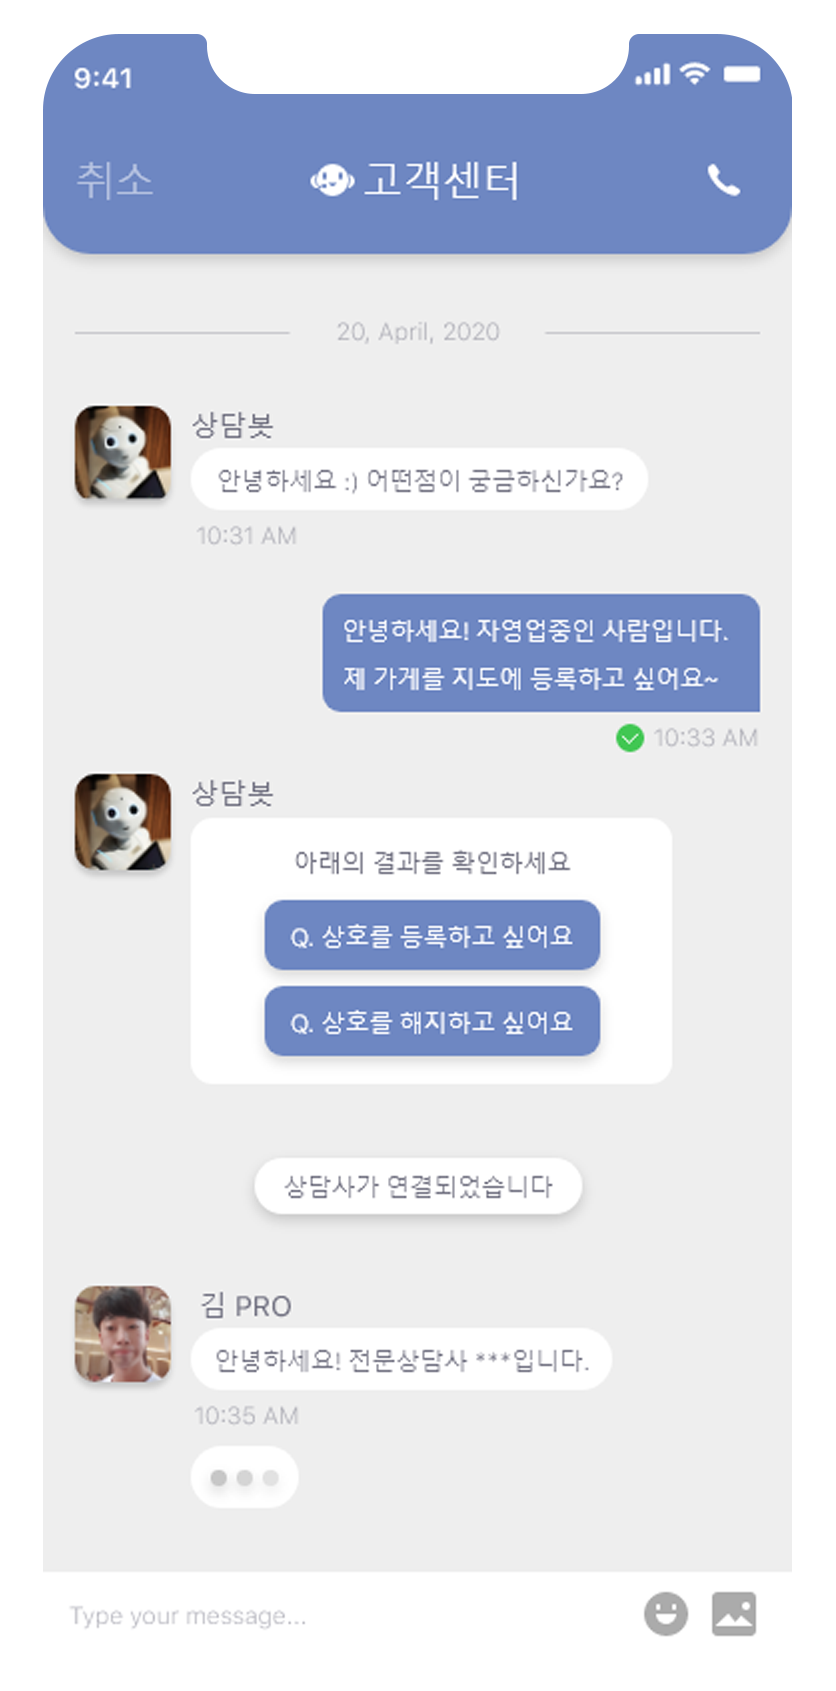 9:41
취소
고객센터
20, April, 2020
상담봇
안녕하세요 :) 어떤점이 궁금하신가요?
10:31 AM
안녕하세요! 자영업중인 사람입니다.
제 가게를 지도에 등록하고 싶어요~
10:33 AM
상담봇
아래의 결과를 확인하세요
Q. 상호를 등록하고 싶어요
Q. 상호를 해지하고 싶어요
상담사가 연결되었습니다
김 PRO
안녕하세요! 전문상담사 ***입니다.
10:35 AM
Type your message...